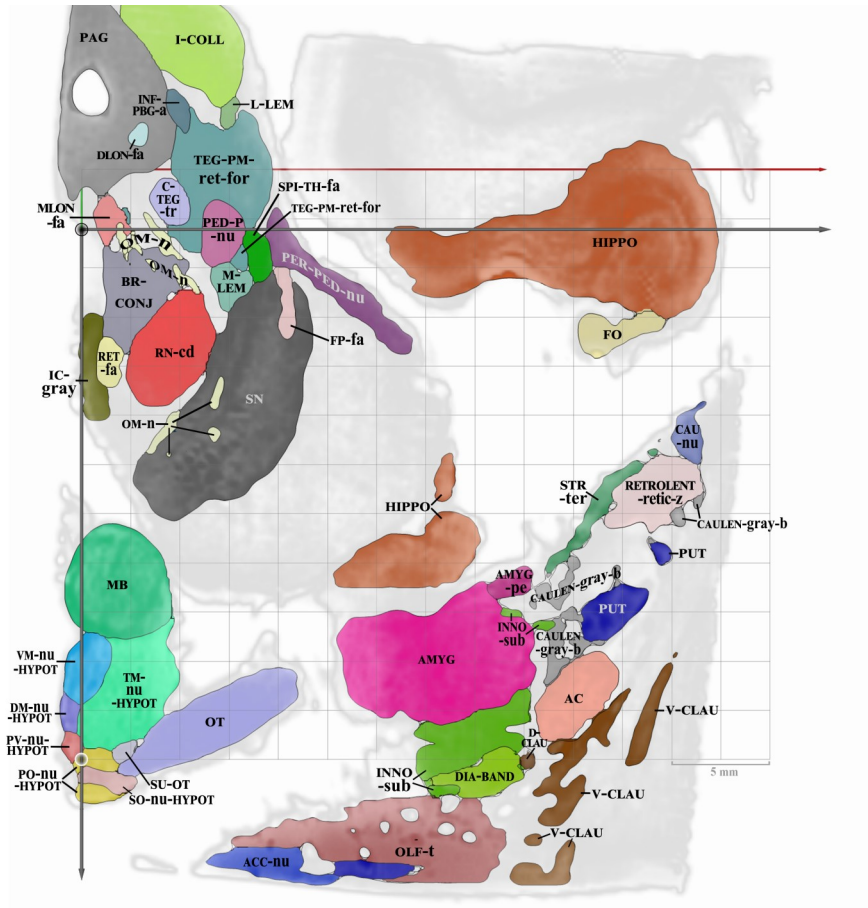 PAG
I-COLL
INF-
PBG-a
L-LEM
DLON-fa
TEG-PM-
ret-for
C-
TEG
-tr
SPI-TH-fa
TEG-PM-ret-for
MLON
-fa
PED-P
-nu
HIPPO
OM-n
OM-n
BR-
CONJ
M-
LEM
PER-PED-nu
FP-fa
FO
RET
-fa
RN-cd
IC-
gray
SN
OM-n
CAU
-nu
STR
-ter
RETROLENT
-retic-z
HIPPO
CAULEN-gray-b
PUT
MB
AMYG
-pe
CAULEN-gray-b
PUT
INNO
-sub
CAULEN
-gray-b
VM-nu
-HYPOT
TM-
nu
-HYPOT
AMYG
AC
DM-nu
-HYPOT
OT
V-CLAU
D-
CLAU
PV-nu-
HYPOT
PO-nu
-HYPOT
SU-OT
SO-nu-HYPOT
INNO
-sub
DIA-BAND
5 mm
V-CLAU
V-CLAU
OLF-t
ACC-nu